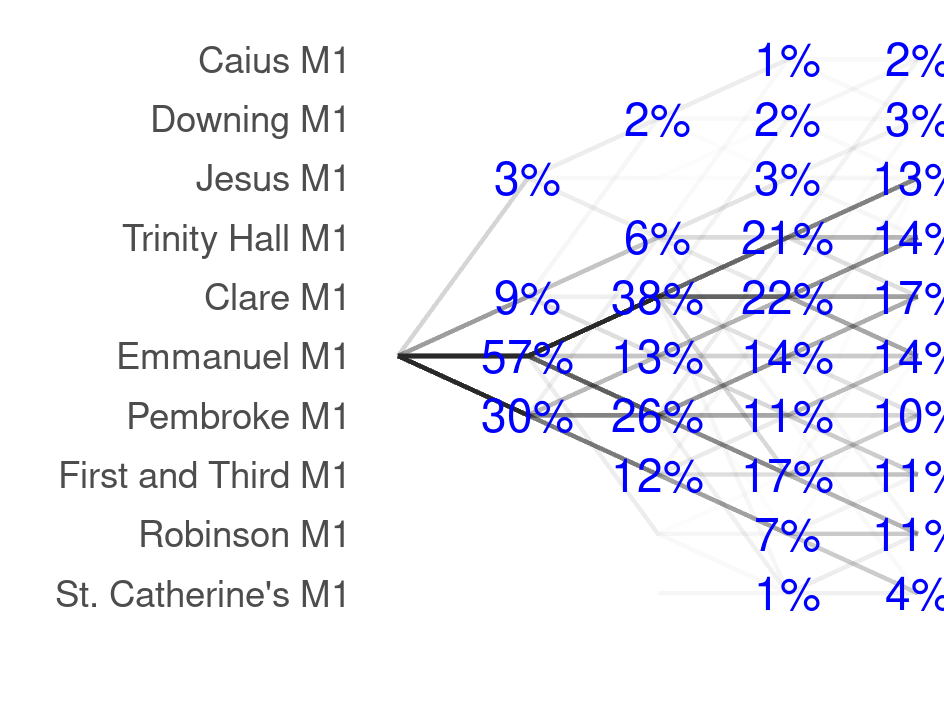 Caius M1 1% 2%
Downing M1 2% 2% 3%
Jesus M1 3% 3% 13%
Trinity Hall M1 6% 21% 14%
Clare M1 9% 38% 22% 17%
Emmanuel M1 57% 13% 14% 14%
Pembroke M1 30% 26% 11% 10%
First and Third M1 12% 17% 11%
Robinson M1 7% 11%
St. Catherine's M1 1% 4%